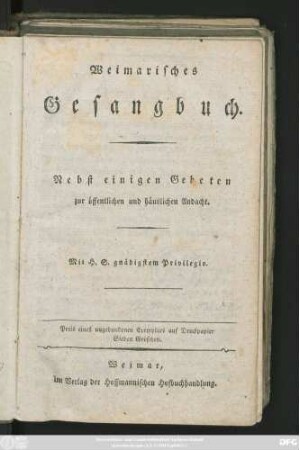 Weimarisches
Gesangbuch.
Nebst einigen Gebeten
zur öffentlichen und häuslichen Andacht.
Mit H. S. gnädigstem Privilegio.
Preis eines ungebundenen Exemplars auf Druckpapier
Sieben Groschen.
Weimar,
im Verlag der Hoffmannischen Hofbuchhandlung.